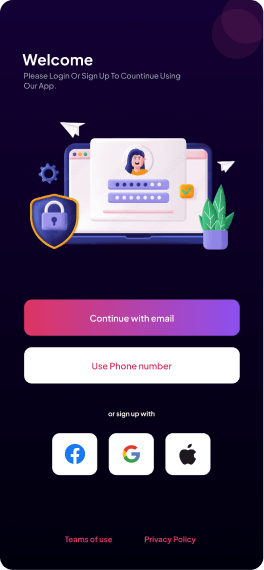 Welcome
Please Login Or Sign Up To Countinue Using
Our App.
Continue with email
Use Phone number
or sign up with
Teams of use
Privacy Policy